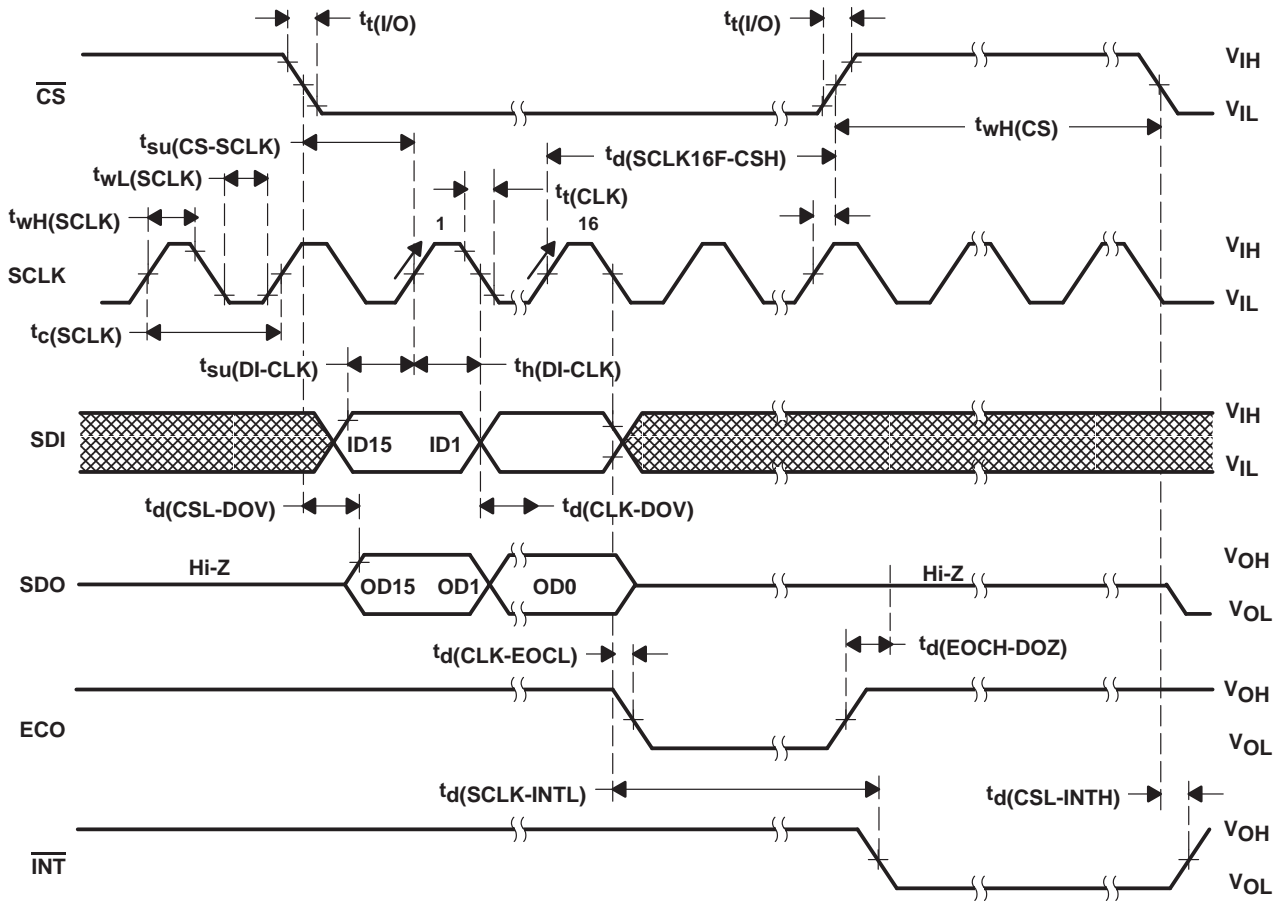 tt(I/O) tt(I/O)
VIH
CS
VIL
twH(CS)
tsu(CS-SCLK) td(SCLK16F-CSH)
twL(SCLK) tt(CLK)
twH(SCLK) 1 16
VIH
SCLK
VIL
tc(SCLK)
tsu(DI-CLK) th(DI-CLK)
VIH
SDI ID15 ID1
VIL
td(CSL-DOV) td(CLK-DOV)
Hi-Z Hi-Z VOH
SDO OD15 OD1 OD0
VOL
td(CLK-EOCL) td(EOCH-DOZ)
VOH
ECO
VOL
td(SCLK-INTL) td(CSL-INTH)
VOH
INT
VOL